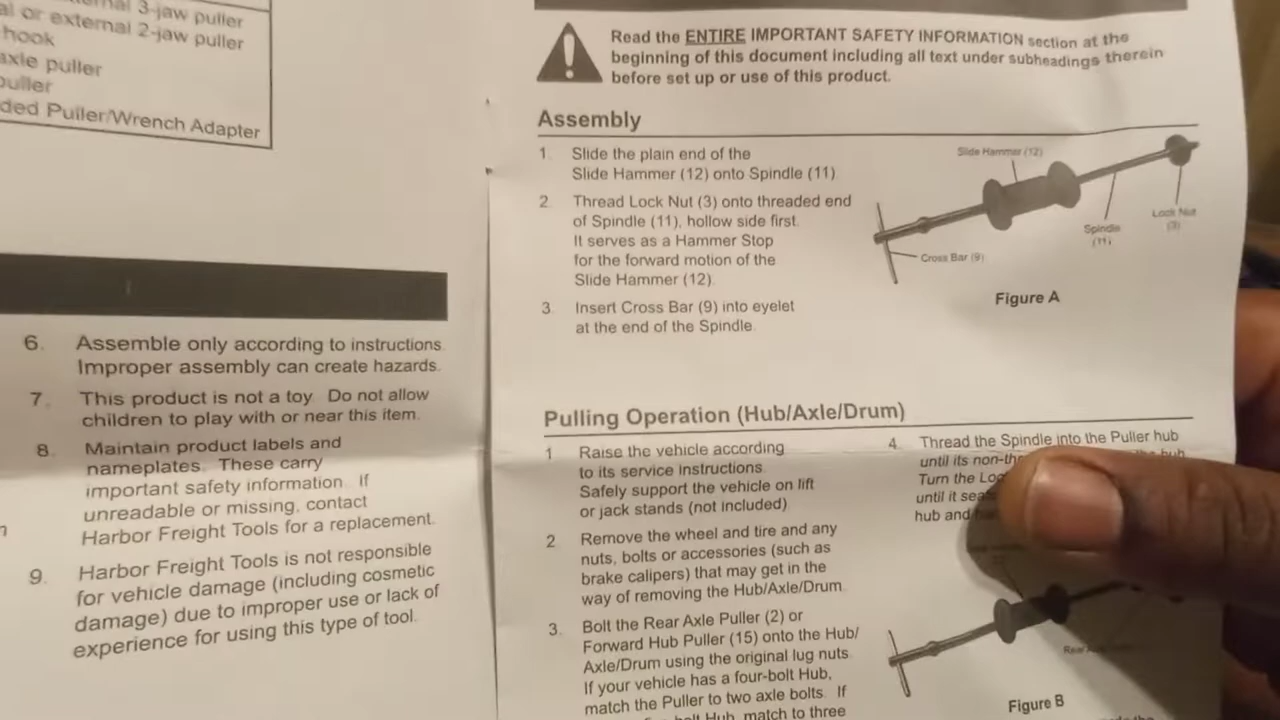 3-jaw puller
or external 2-jaw puller
hook
axle puller
puller
Puller/Wrench Adapter
6. Assemble only according to instructions.
Improper assembly can create hazards.
7. This product is not a toy. Do not allow
children to play with or near this item.
8. Maintain product labels and
nameplates. These carry
important safety information. If
unreadable or missing, contact
Harbor Freight Tools for a replacement.
9. Harbor Freight Tools is not responsible
for vehicle damage (including cosmetic
damage) due to improper use or lack of
experience for using this type of tool.
Read the ENTIRE IMPORTANT SAFETY INFORMATION section at the
beginning of this document including all text under subheadings therein
before set up or use of this product.
Assembly
1. Slide the plain end of the
Slide Hammer (12) onto Spindle (11)
2. Thread Lock Nut (3) onto threaded end
of Spindle (11), hollow side first.
It serves as a Hammer Stop
for the forward motion of the
Slide Hammer (12).
3. Insert Cross Bar (9) into eyelet
at the end of the Spindle.
Slide Hammer (12)
Spindle
(11)
Lock Nut
(3)
Cross Bar (9)
Figure A
Pulling Operation (Hub/Axle/Drum)
1 Raise the vehicle according
to its service instructions.
Safely support the vehicle on lift
or jack stands (not included)
2 Remove the wheel and tire and any
nuts, bolts or accessories (such as
brake calipers) that may get in the
way of removing the Hub/Axle/Drum
3. Bolt the Rear Axle Puller (2) or
Forward Hub Puller (15) onto the Hub/
Axle/Drum using the original lug nuts.
If your vehicle has a four-bolt Hub,
match the Puller to two axle bolts. If
Hub, match to three
4. Thread the Spindle into the Puller hub
until its
Turn the
until it
hub and
Figure B